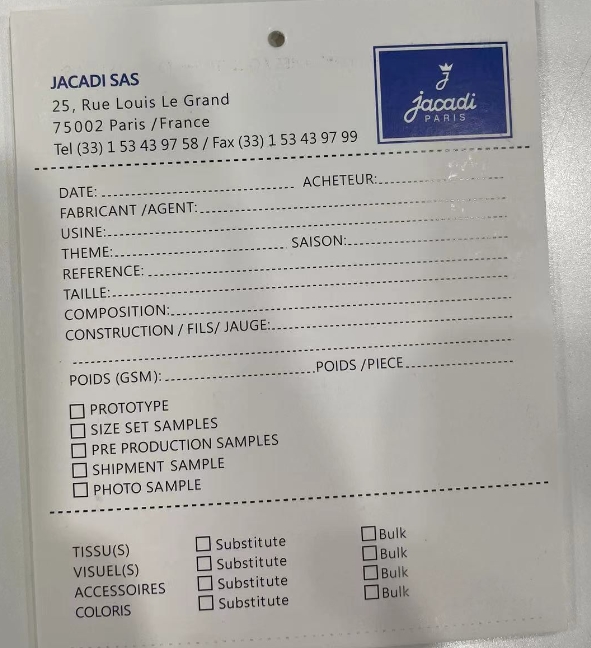 JACADI SAS
25, Rue Louis Le Grand
75002 Paris /France
Tel (33) 1 53 43 97 58 / Fax (33) 1 53 43 97 99
jacadi
PARIS
DATE: ACHETEUR:
FABRICANT /AGENT:
USINE:
THEME: SAISON:
REFERENCE:
TAILLE:
COMPOSITION:
CONSTRUCTION / FILS/ JAUGE:
POIDS (GSM): POIDS /PIECE
PROTOTYPE
SIZE SET SAMPLES
PRE PRODUCTION SAMPLES
SHIPMENT SAMPLE
PHOTO SAMPLE
TISSU(S) Substitute Bulk
VISUEL(S) Substitute Bulk
ACCESSOIRES Substitute Bulk
COLORIS Substitute Bulk